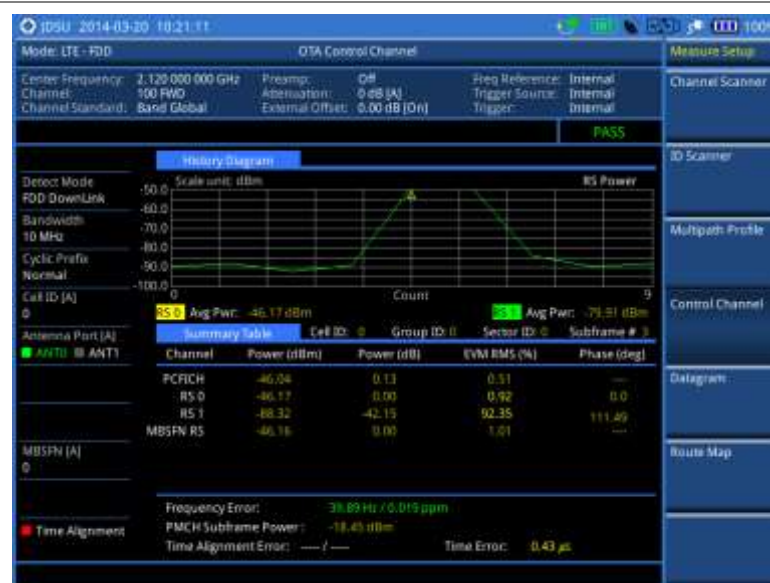 JDSU 2014-03-20 10:21:11 100%
Mode: LTE - FDD OTA Control Channel Measure Setup
Center Frequency: 2.120 000 000 GHz Preamp: Off Freq Reference: Internal
Channel: 100 FWD Attenuation: 0 dB [A] Trigger Source: Internal
Channel Standard: Band Global External Offset: 0.00 dB [On] Trigger: Internal
Channel Scanner
PASS
History Diagram
ID Scanner
Detect Mode
FDD DownLink
Scale unit: dBm RS Power
-50.0
-60.0
-70.0
-80.0
-90.0
-100.0
0 Count 9
Bandwidth
10 MHz
Multipath Profile
Cyclic Prefix
Normal
Cell ID [A]
0
Control Channel
RS 0 Avg Pwr: -46.17 dBm RS 1 Avg Pwr: -79.91 dBm
Antenna Port [A]
ANT0 ANT1
Summary Table Cell ID: 0 Group ID: 0 Sector ID: 0 Subframe # 3
Channel Power (dBm) Power (dB) EVM RMS (%) Phase (deg)
PCFICH -46.04 0.13 0.51 ----
RS 0 -46.17 0.00 0.92 0.0
RS 1 -88.32 -42.15 92.35 111.49
MBSFN RS -46.16 0.00 1.01 ----
Datagram
MBSFN [A]
0
Route Map
Frequency Error: 39.89 Hz / 0.019 ppm
PMCH Subframe Power: -18.45 dBm
Time Alignment Error: ---- / ---- Time Error: 0.43 µs
Time Alignment